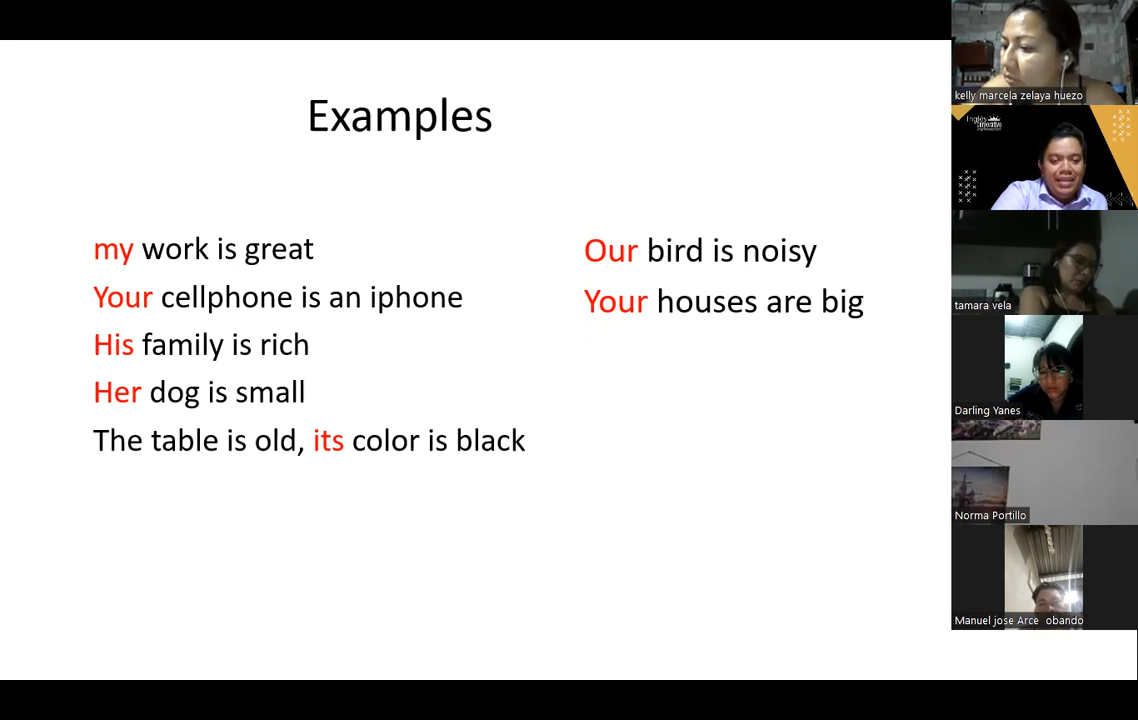 Examples
my work is great
Your cellphone is an iphone
His family is rich
Her dog is small
The table is old, its color is black
Our bird is noisy
Your houses are big
kelly marcela zelaya huezo
Inglés
tamara vela
Darling Yanes
Norma Portillo
Manuel jose Arce obando